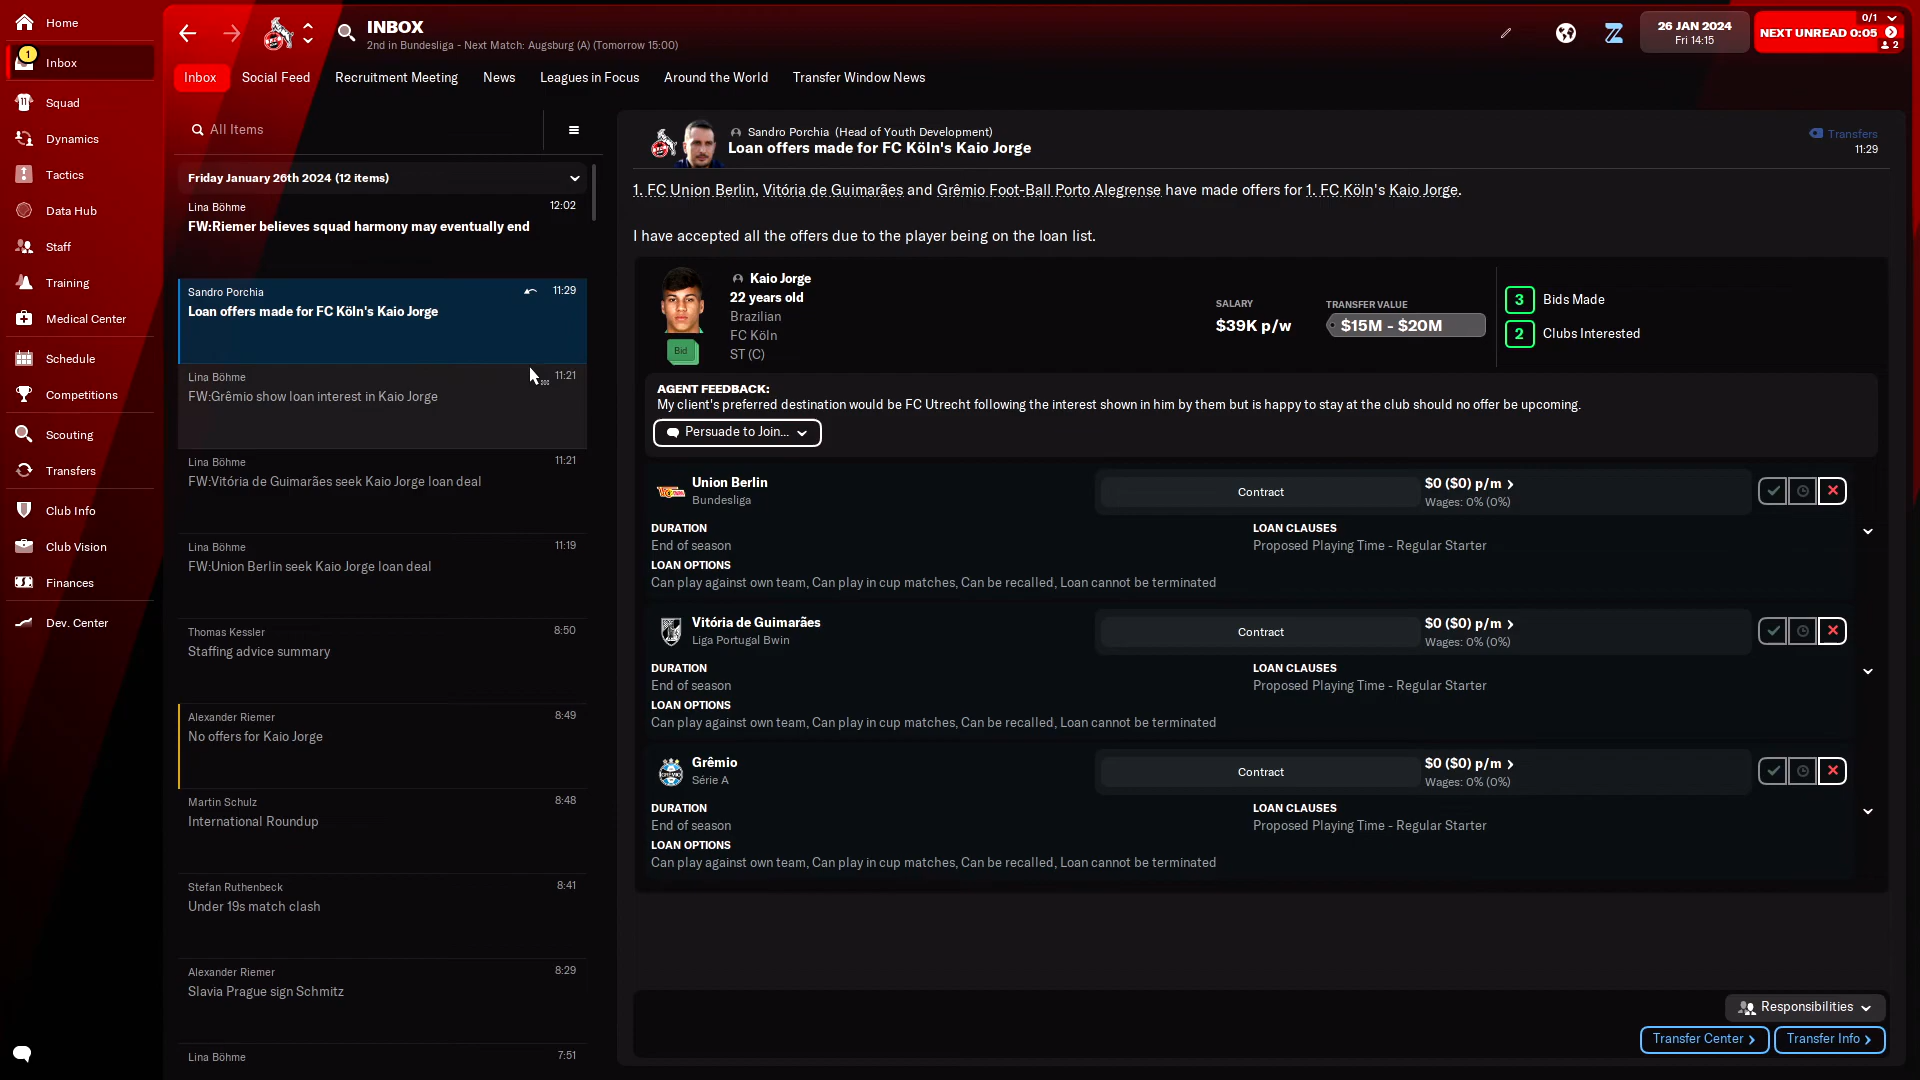 Home
1
Inbox
Squad
Dynamics
Tactics
Data Hub
Staff
Training
Medical Center
Schedule
Competitions
Scouting
Transfers
Club Info
Club Vision
Finances
Dev. Center
INBOX
2nd in Bundesliga - Next Match: Augsburg (A) (Tomorrow 15:00)
26 JAN 2024
Fri 14:15
0/1
NEXT UNREAD 0:05
2
Inbox
Social Feed
Recruitment Meeting
News
Leagues in Focus
Around the World
Transfer Window News
All Items
Friday January 26th 2024 (12 items)
Lina Böhme 12:02
FW:Riemer believes squad harmony may eventually end
Sandro Porchia 11:29
Loan offers made for FC Köln's Kaio Jorge
Lina Böhme 11:21
FW:Grêmio show loan interest in Kaio Jorge
Lina Böhme 11:21
FW:Vitória de Guimarães seek Kaio Jorge loan deal
Lina Böhme 11:19
FW:Union Berlin seek Kaio Jorge loan deal
Thomas Kessler 8:50
Staffing advice summary
Alexander Riemer 8:49
No offers for Kaio Jorge
Martin Schulz 8:48
International Roundup
Stefan Ruthenbeck 8:41
Under 19s match clash
Alexander Riemer 8:29
Slavia Prague sign Schmitz
Lina Böhme 7:51
Sandro Porchia (Head of Youth Development)
Loan offers made for FC Köln's Kaio Jorge
Transfers
11:29
1. FC Union Berlin, Vitória de Guimarães and Grêmio Foot-Ball Porto Alegrense have made offers for 1. FC Köln's Kaio Jorge.
I have accepted all the offers due to the player being on the loan list.
Kaio Jorge
22 years old
Brazilian
FC Köln
ST (C)
Bid
SALARY
$39K p/w
TRANSFER VALUE
$15M - $20M
3 Bids Made
2 Clubs Interested
AGENT FEEDBACK:
My client's preferred destination would be FC Utrecht following the interest shown in him by them but is happy to stay at the club should no offer be upcoming.
Persuade to Join...
Union Berlin
Bundesliga
Contract
$0 ($0) p/m
Wages: 0% (0%)
DURATION
End of season
LOAN CLAUSES
Proposed Playing Time - Regular Starter
LOAN OPTIONS
Can play against own team, Can play in cup matches, Can be recalled, Loan cannot be terminated
Vitória de Guimarães
Liga Portugal Bwin
Contract
$0 ($0) p/m
Wages: 0% (0%)
DURATION
End of season
LOAN CLAUSES
Proposed Playing Time - Regular Starter
LOAN OPTIONS
Can play against own team, Can play in cup matches, Can be recalled, Loan cannot be terminated
Grêmio
Série A
Contract
$0 ($0) p/m
Wages: 0% (0%)
DURATION
End of season
LOAN CLAUSES
Proposed Playing Time - Regular Starter
LOAN OPTIONS
Can play against own team, Can play in cup matches, Can be recalled, Loan cannot be terminated
Responsibilities
Transfer Center
Transfer Info